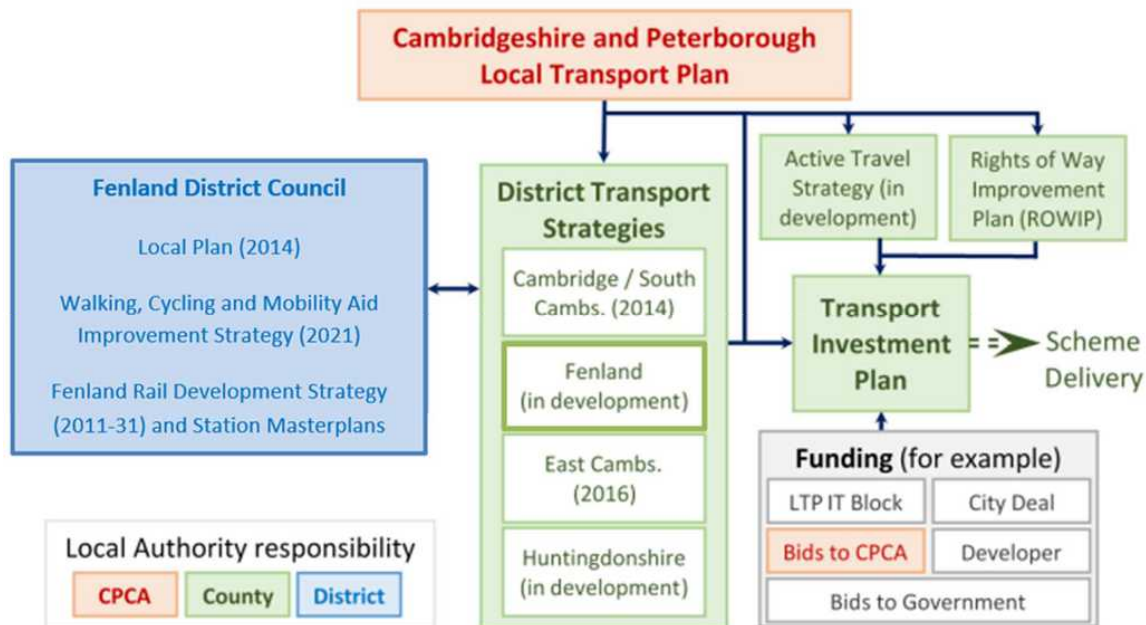 Cambridgeshire and Peterborough
Local Transport Plan
Fenland District Council
Local Plan (2014)
Walking, Cycling and Mobility Aid
Improvement Strategy (2021)
Fenland Rail Development Strategy
(2011-31) and Station Masterplans
District Transport
Strategies
Cambridge / South
Cambs. (2014)
Fenland
(in development)
East Cambs.
(2016)
Huntingdonshire
(in development)
Active Travel
Strategy (in
development)
Rights of Way
Improvement
Plan (ROWIP)
Transport
Investment
Plan
Scheme
Delivery
Funding (for example)
LTP IT Block
City Deal
Bids to CPCA
Developer
Bids to Government
Local Authority responsibility
CPCA
County
District